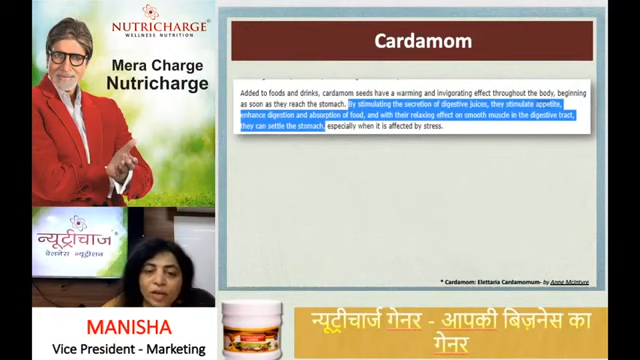 NUTRICHARGE®
WELLNESS NUTRITION
Mera Charge
Nutricharge
Cardamom
Added to foods and drinks, cardamom seeds have a warming and invigorating effect throughout the body, beginning
as soon as they reach the stomach. By stimulating the secretion of digestive juices, they stimulate appetite,
enhance digestion and absorption of food, and with their relaxing effect on smooth muscle in the digestive tract,
they can settle the stomach, especially when it is affected by stress.
न्यूट्रीचार्ज
वेलनेस न्यूट्रीशन
* Cardamom: Elettaria Cardamomum- by Anne McIntyre
MANISHA
Vice President - Marketing
न्यूट्रीचार्ज गेनर - आपकी बिज़नेस का
गेनर